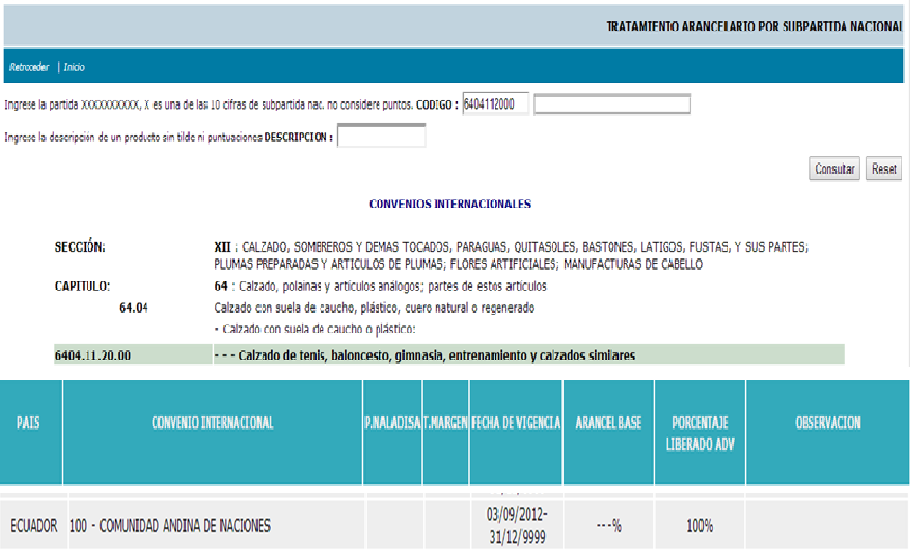 TRATAMIENTO ARANCELARIO POR SUBPARTIDA NACIONAL
Retroceder | Inicio
Ingrese la partida XXXXXXXXXX, X es una de las 10 cifras de subpartida nac. no considere puntos. CODIGO : 6404112000
Ingrese la descripción de un producto sin tilde ni puntuaciones DESCRIPCION :
Consultar Reset
CONVENIOS INTERNACIONALES
SECCIÓN: XII : CALZADO, SOMBREROS Y DEMAS TOCADOS, PARAGUAS, QUITASOLES, BASTONES, LATIGOS, FUSTAS, Y SUS PARTES;
PLUMAS PREPARADAS Y ARTICULOS DE PLUMAS; FLORES ARTIFICIALES; MANUFACTURAS DE CABELLO
CAPITULO: 64 : Calzado, polainas y artículos análogos; partes de estos artículos
64.04 Calzado con suela de caucho, plástico, cuero natural o regenerado
- Calzado con suela de caucho o plástico:
6404.11.20.00 - - - Calzado de tenis, baloncesto, gimnasia, entrenamiento y calzados similares
PAIS CONVENIO INTERNACIONAL P.NALADISA T.MARGEN FECHA DE VIGENCIA ARANCEL BASE PORCENTAJE LIBERADO ADV OBSERVACION
ECUADOR 100 - COMUNIDAD ANDINA DE NACIONES 03/09/2012-31/12/9999 ---% 100%